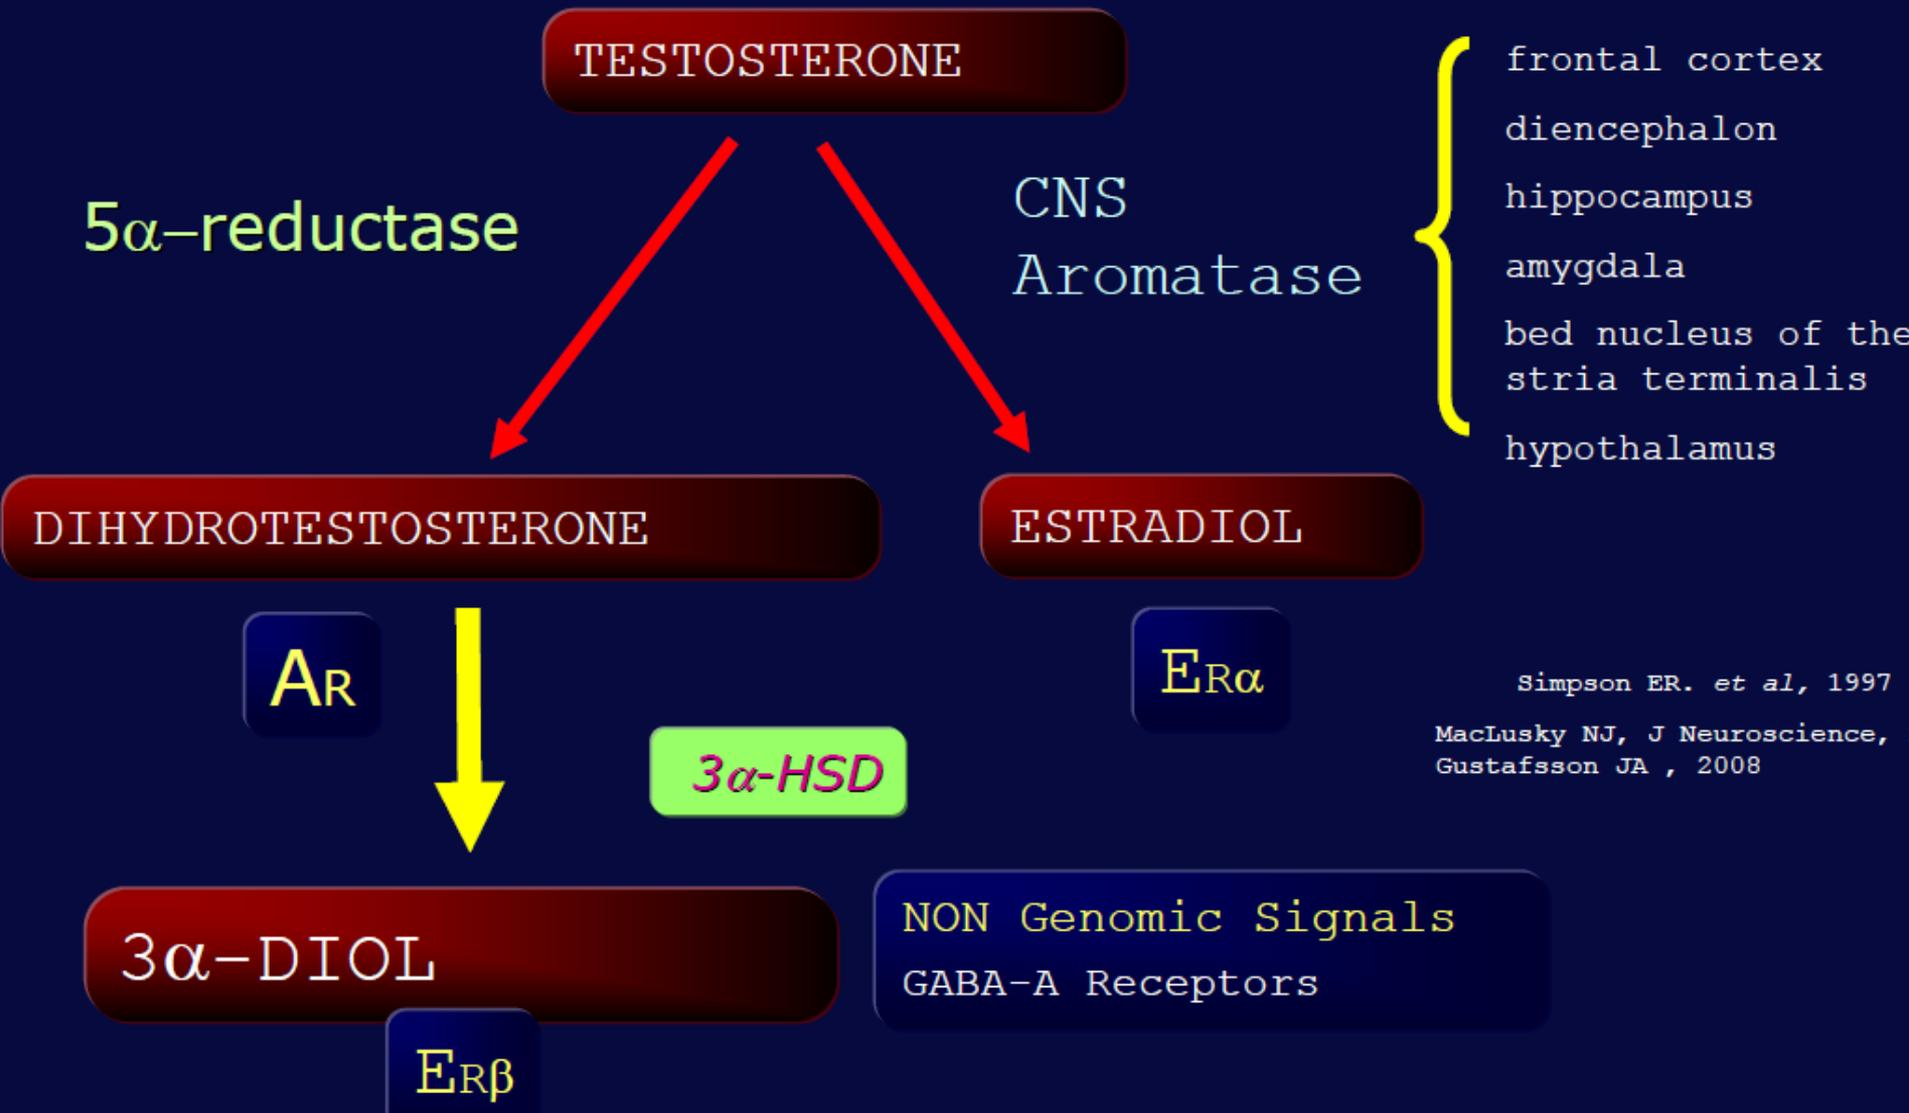 TESTOSTERONE
5α–reductase
CNS
Aromatase
frontal cortex
diencephalon
hippocampus
amygdala
bed nucleus of the
stria terminalis
hypothalamus
DIHYDROTESTOSTERONE
ESTRADIOL
AR
ERα
Simpson ER. et al, 1997
MacLusky NJ, J Neuroscience,
Gustafsson JA , 2008
3α-HSD
3α-DIOL
NON Genomic Signals
GABA-A Receptors
ERβ